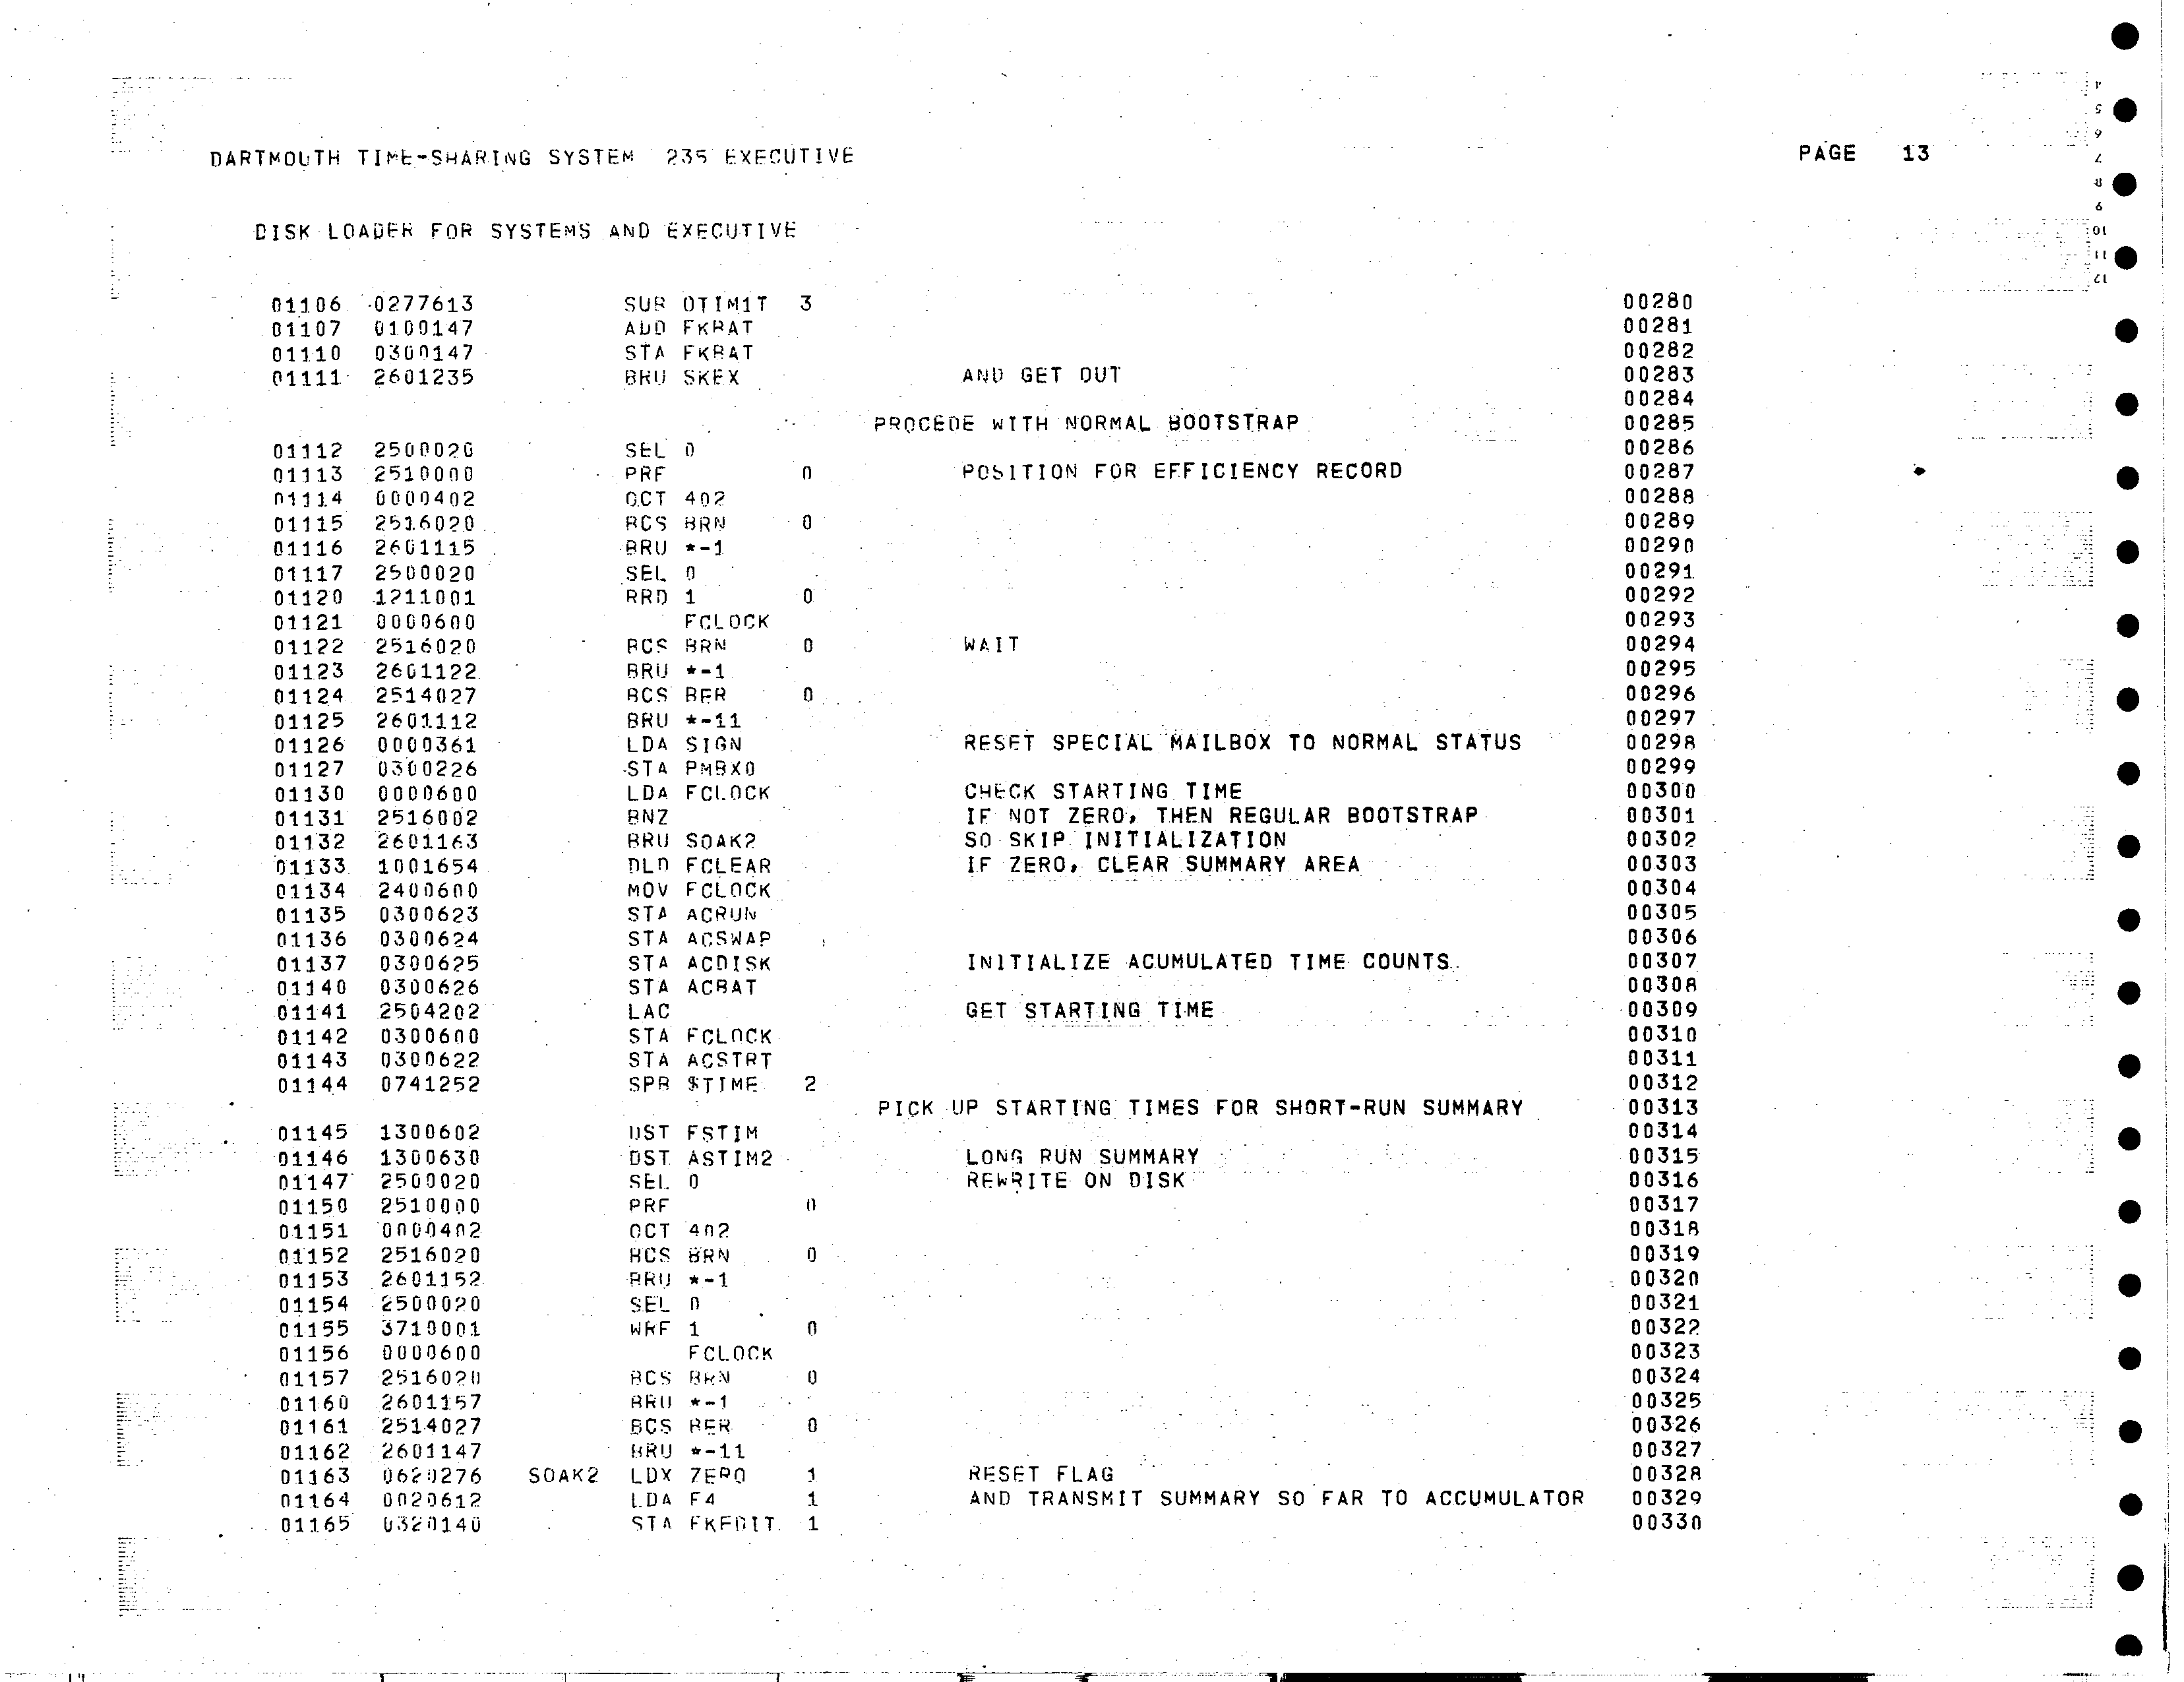 DARTMOUTH TIME-SHARING SYSTEM 235 EXECUTIVE PAGE 13
DISK LOADER FOR SYSTEMS AND EXECUTIVE
01106 0277613 SUB OTIM1T 3 00280
01107 0100147 ADD FKBAT 00281
01110 0300147 STA FKBAT 00282
01111 2601235 BRU SKEX AND GET OUT 00283
00284
PROCEDE WITH NORMAL BOOTSTRAP 00285
01112 2500020 SEL 0 00286
01113 2510000 PRF 0 POSITION FOR EFFICIENCY RECORD 00287
01114 0000402 OCT 402 00288
01115 2516020 BCS BRN 0 00289
01116 2601115 BRU *-1 00290
01117 2500020 SEL 0 00291
01120 1211001 RRD 1 0 00292
01121 0000600 FCLOCK 00293
01122 2516020 BCS BRN 0 WAIT 00294
01123 2601122 BRU *-1 00295
01124 2514027 BCS BER 0 00296
01125 2601112 BRU *-11 00297
01126 0000361 LDA SIGN RESET SPECIAL MAILBOX TO NORMAL STATUS 00298
01127 0300226 STA PMBX0 00299
01130 0000600 LDA FCLOCK CHECK STARTING TIME 00300
01131 2516002 BNZ IF NOT ZERO, THEN REGULAR BOOTSTRAP 00301
01132 2601163 BRU SOAK2 SO SKIP INITIALIZATION 00302
01133 1001654 DLD FCLEAR IF ZERO, CLEAR SUMMARY AREA 00303
01134 2400600 MOV FCLOCK 00304
01135 0300623 STA ACRUN 00305
01136 0300624 STA ACSWAP 00306
01137 0300625 STA ACDISK INITIALIZE ACUMULATED TIME COUNTS 00307
01140 0300626 STA ACBAT 00308
01141 2504202 LAC GET STARTING TIME 00309
01142 0300600 STA FCLOCK 00310
01143 0300622 STA ACSTRT 00311
01144 0741252 SPB $TIME 2 00312
PICK UP STARTING TIMES FOR SHORT-RUN SUMMARY 00313
01145 1300602 DST FSTIM 00314
01146 1300630 DST ASTIM2 LONG RUN SUMMARY 00315
01147 2500020 SEL 0 REWRITE ON DISK 00316
01150 2510000 PRF 0 00317
01151 0000402 OCT 402 00318
01152 2516020 BCS BRN 0 00319
01153 2601152 BRU *-1 00320
01154 2500020 SEL 0 00321
01155 3710001 WRF 1 0 00322
01156 0000600 FCLOCK 00323
01157 2516020 BCS BRN 0 00324
01160 2601157 BRU *-1 00325
01161 2514027 BCS BER 0 00326
01162 2601147 BRU *-11 00327
01163 0620276 SOAK2 LDX ZERO 1 RESET FLAG 00328
01164 0020612 LDA F4 1 AND TRANSMIT SUMMARY SO FAR TO ACCUMULATOR 00329
01165 0320140 STA FKEDIT 1 00330